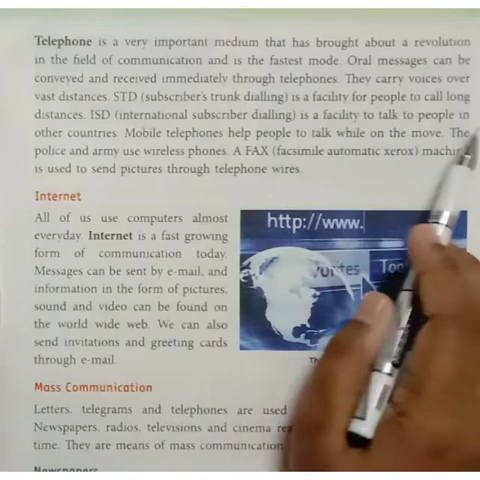 Telephone is a very important medium that has brought about a revolution
in the field of communication and is the fastest mode. Oral messages can be
conveyed and received immediately through telephones. They carry voices over
vast distances. STD (subscriber's trunk dialling) is a facility for people to call long
distances. ISD (international subscriber dialling) is a facility to talk to people in
other countries. Mobile telephones help people to talk while on the move. The
police and army use wireless phones. A FAX (facsimile automatic xerox)
is used to send pictures through telephone wires.
Internet
All of us use computers almost
everyday. Internet is a fast growing
form of communication today.
Messages can be sent by e-mail, and
information in the form of pictures,
sound and video can be found on
the world wide web. We can also
send invitations and greeting cards
through e-mail.
http://www.
Mass Communication
Letters, telegrams and telephones are used
Newspapers, radios, televisions and cinema
time. They are means of mass communication
Newspapers